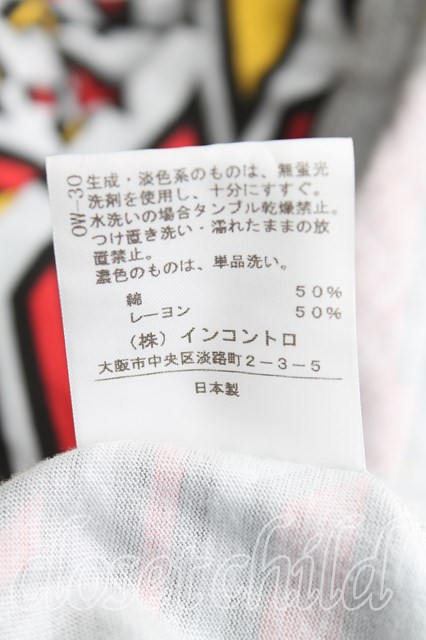 OW-30
生成・淡色系のものは、無蛍光
洗剤を使用し、十分にすすぐ。
水洗いの場合タンブル乾燥禁止。
つけ置き洗い・濡れたままの放
置禁止。
濃色のものは、単品洗い。
綿 50%
レーヨン 50%
（株）インコントロ
大阪市中央区淡路町2-3-5
日本製
closetchild